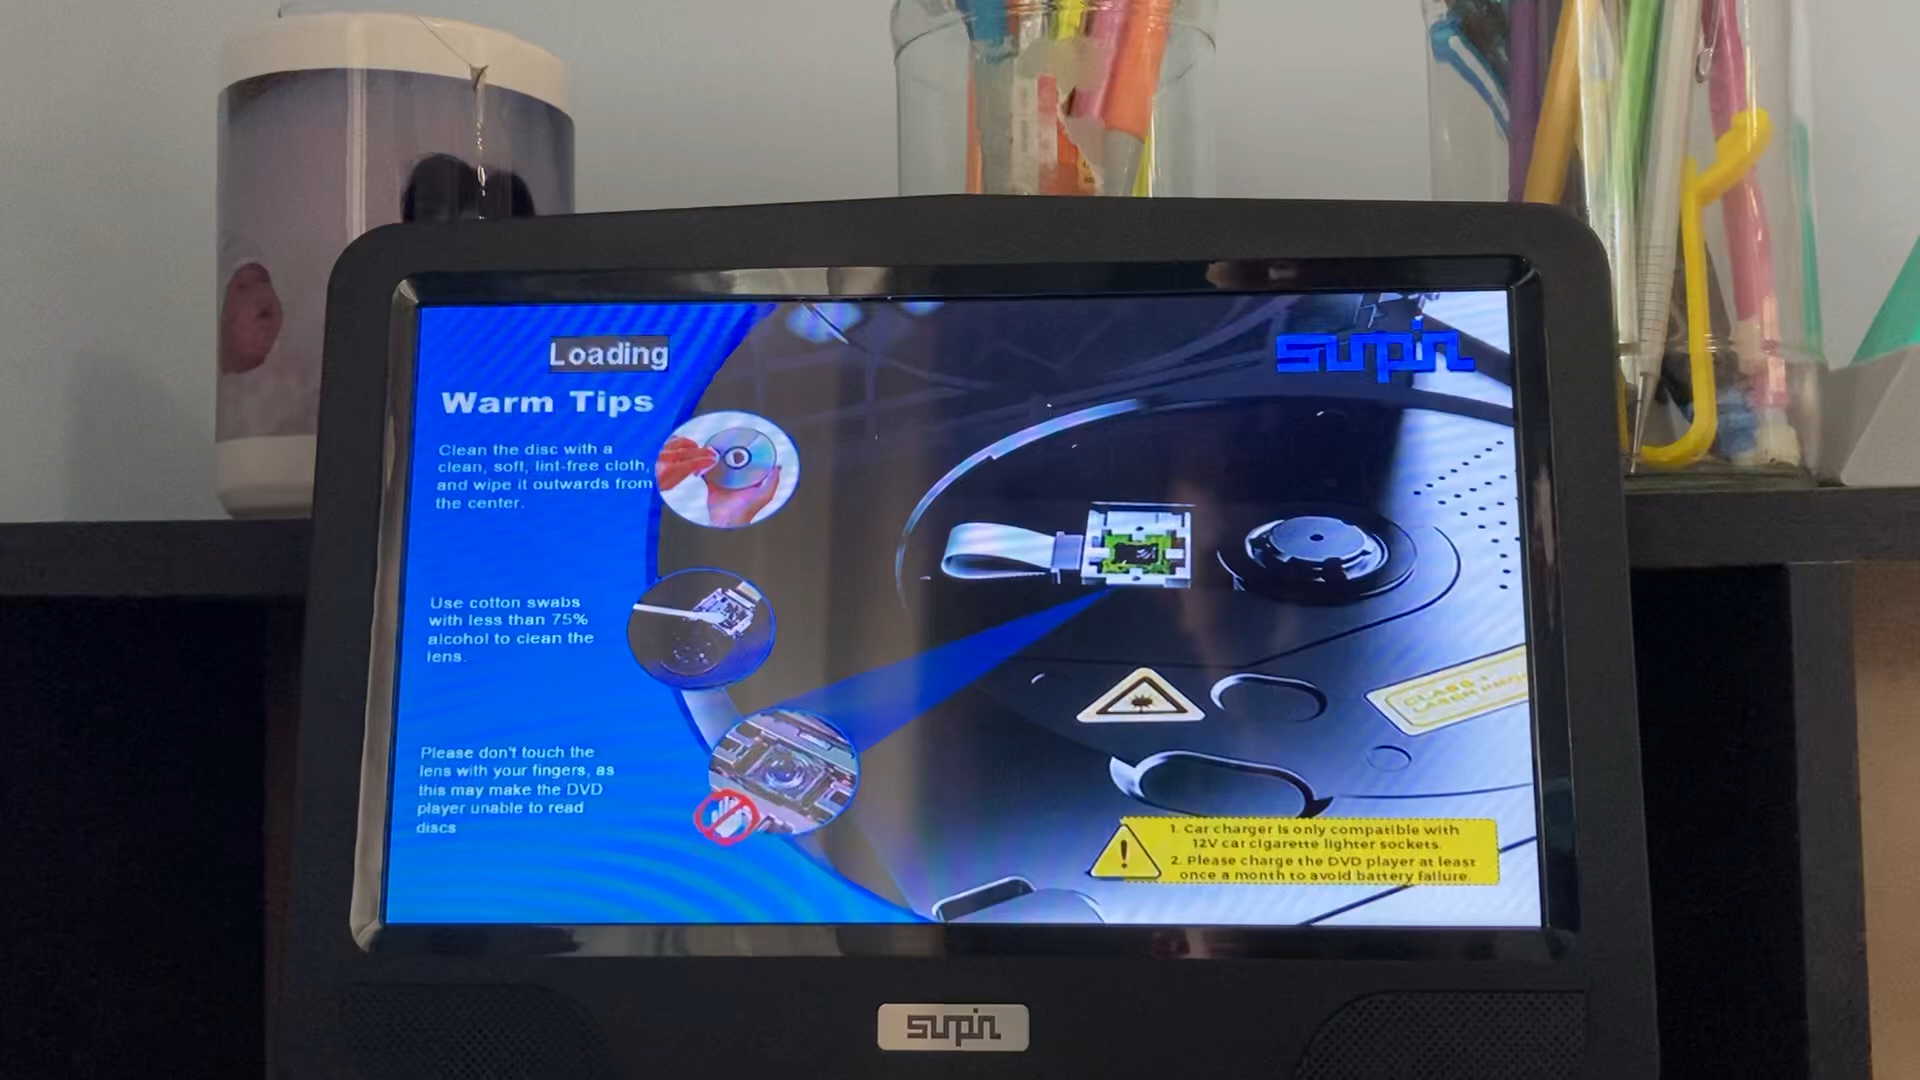 Loading
supin
Warm Tips
Clean the disc with a
clean, soft, lint-free cloth,
and wipe it outwards from
the center.
Use cotton swabs
with less than 75%
alcohol to clean the
lens.
Please don't touch the
lens with your fingers, as
this may make the DVD
player unable to read
discs
CLASS 1
LASER PRO
1. Car charger is only compatible with
12V car cigarette lighter sockets.
2. Please charge the DVD player at least
once a month to avoid battery failure.
supin